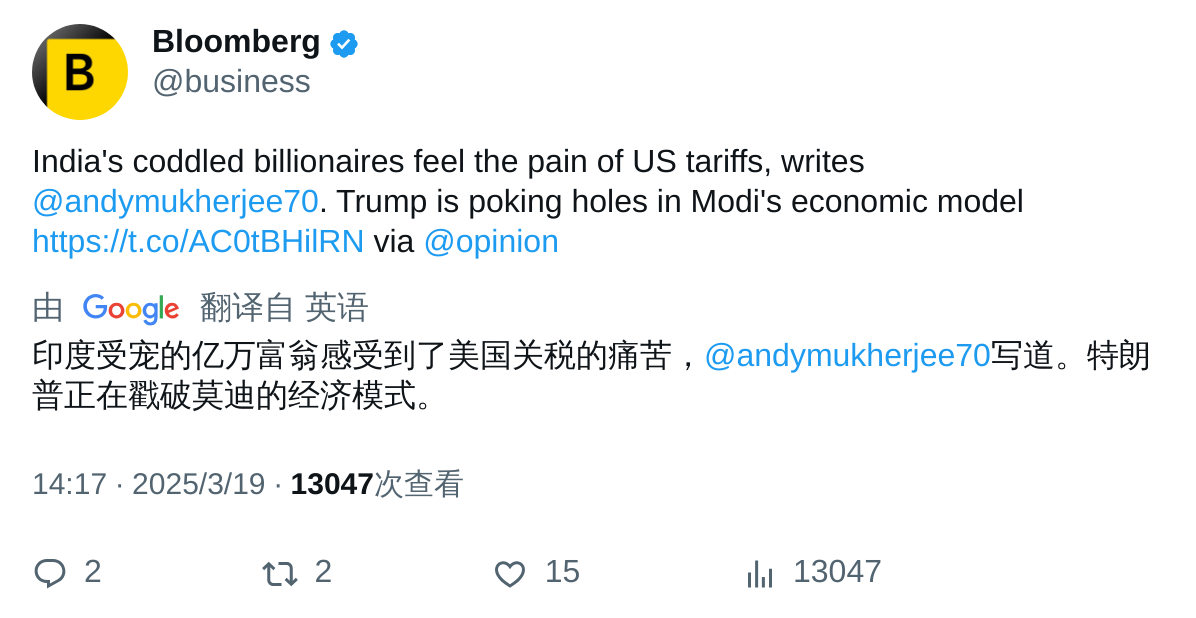 B
Bloomberg
@business
India's coddled billionaires feel the pain of US tariffs, writes
@andymukherjee70. Trump is poking holes in Modi's economic model
https://t.co/AC0tBHilRN via @opinion
由 Google 翻译自 英语
印度受宠的亿万富翁感受到了美国关税的痛苦，@andymukherjee70写道。特朗
普正在戳破莫迪的经济模式。
14:17 · 2025/3/19 · 13047次查看
2 2 15 13047